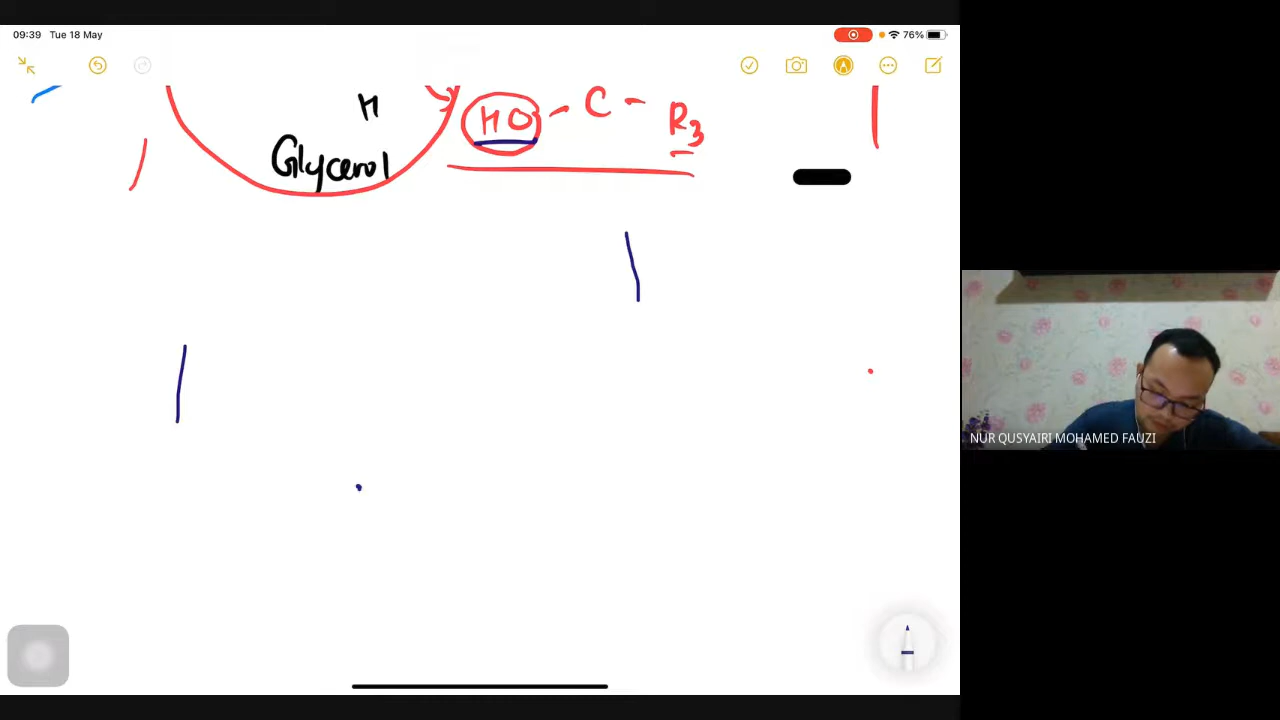 09:39 Tue 18 May
76%
H
HO - C - R3
Glycerol
NUR QUSYAIRI MOHAMED FAUZI